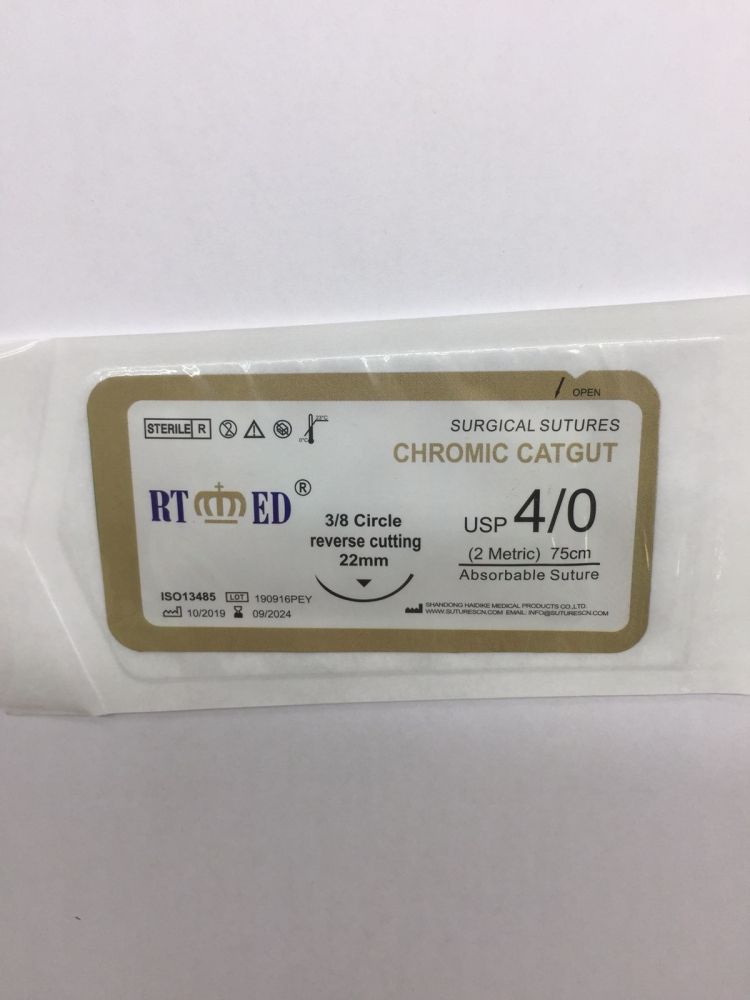 OPEN
STERILE R
0°C 23°C
SURGICAL SUTURES
CHROMIC CATGUT
RT ED ®
3/8 Circle
reverse cutting
22mm
USP 4/0
(2 Metric) 75cm
Absorbable Suture
ISO13485 LOT 190916PEY
10/2019 09/2024
SHANDONG HAIDIKE MEDICAL PRODUCTS CO.,LTD.
WWW.SUTURESCN.COM EMAIL: INFO@SUTURESCN.COM